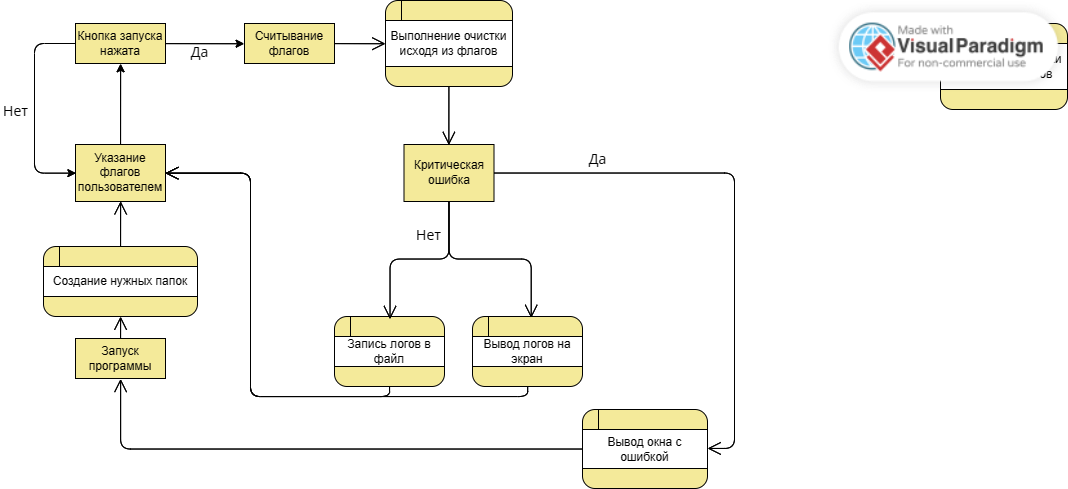 Кнопка запуска
нажата
Да
Считывание
флагов
Выполнение очистки
исходя из флагов
Made with
Visual Paradigm
For non-commercial use
Нет
Указание
флагов
пользователем
Критическая
ошибка
Да
Нет
Создание нужных папок
Запись логов в
файл
Вывод логов на
экран
Запуск
программы
Вывод окна с
ошибкой